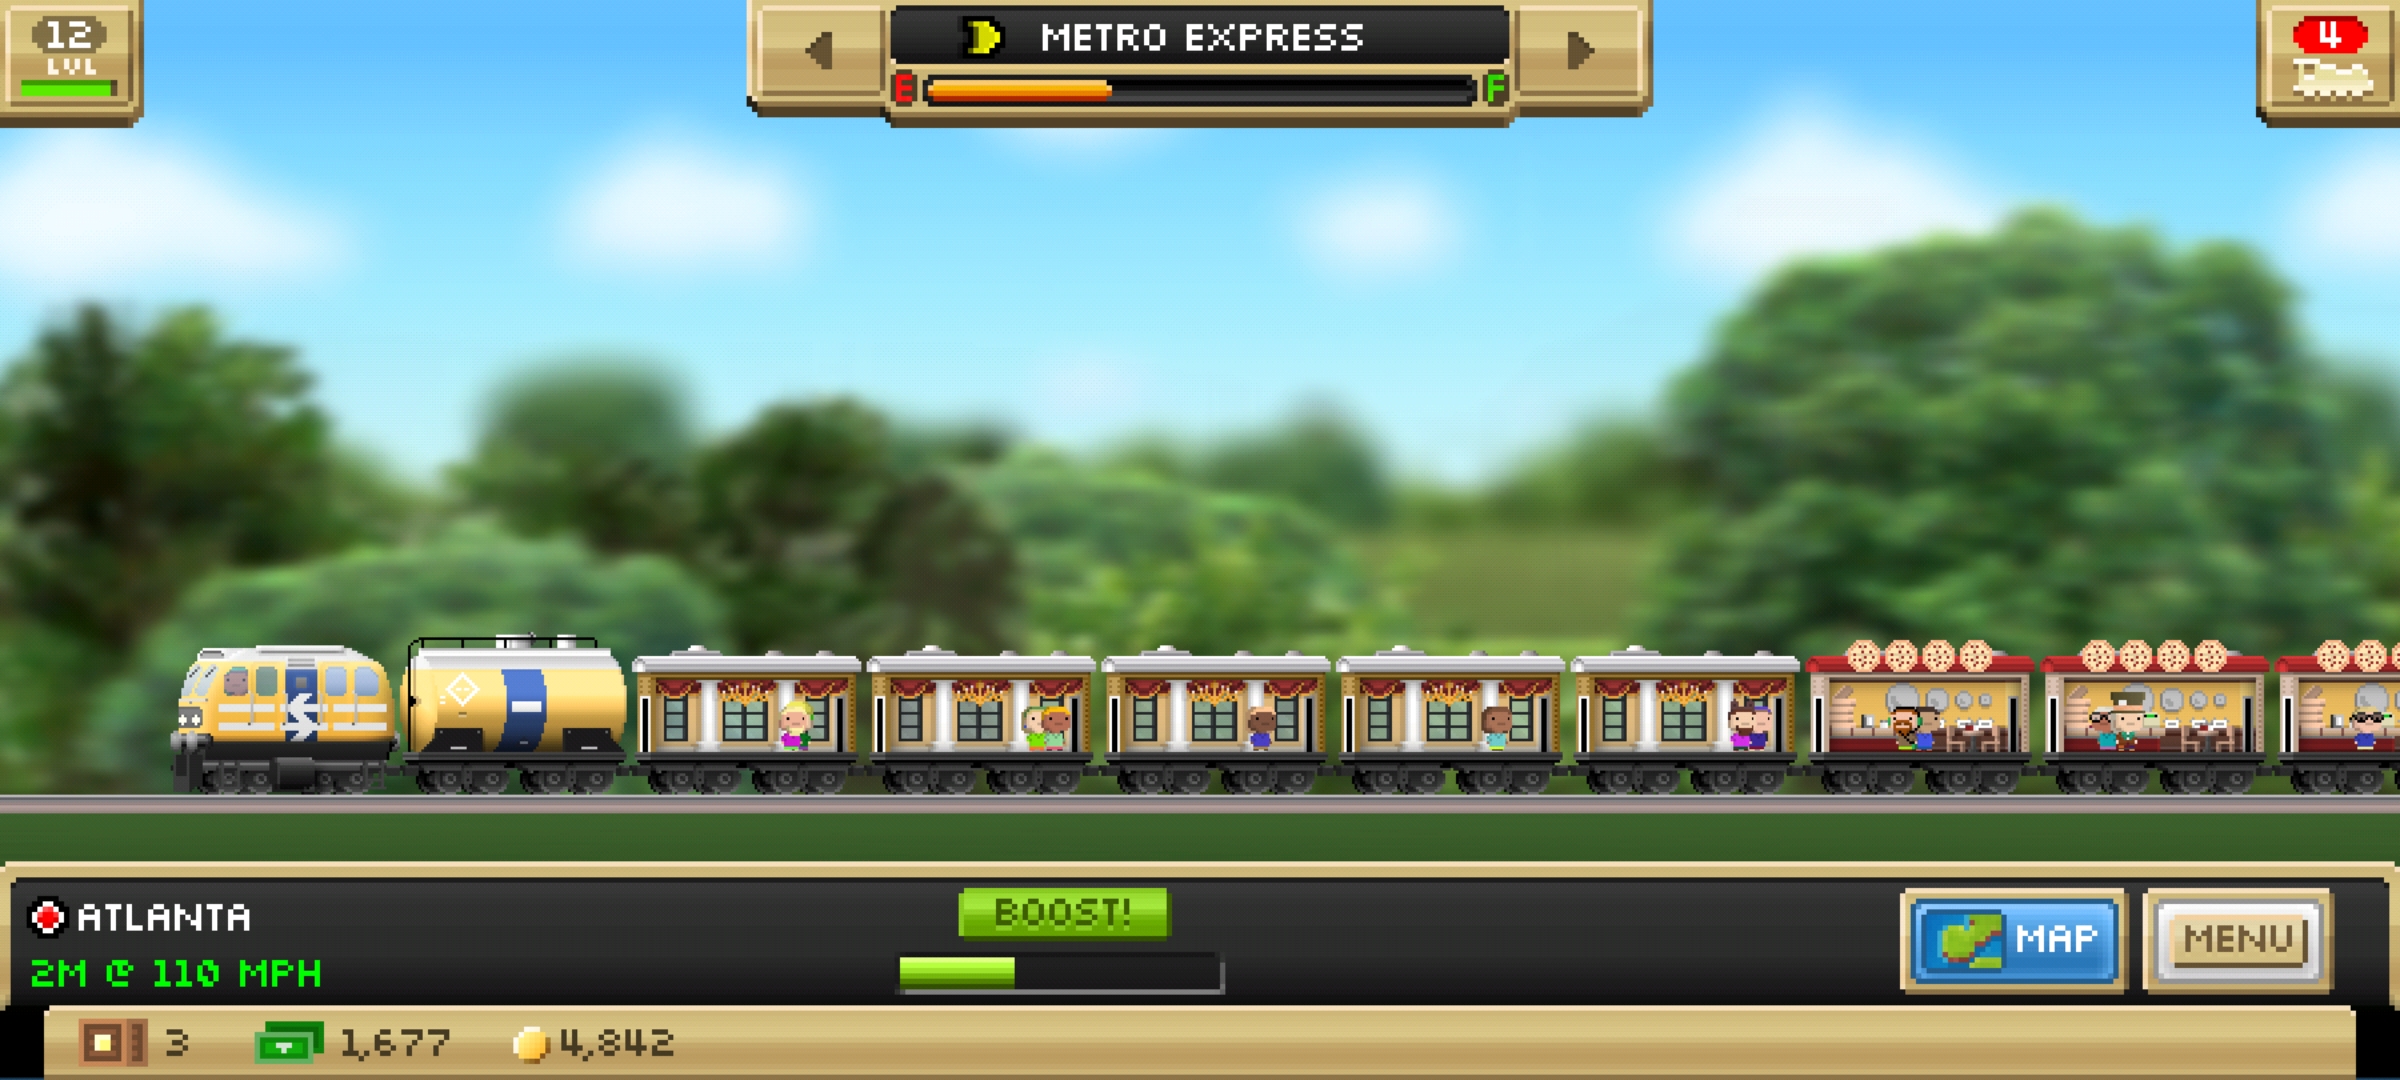 12
LVL
METRO EXPRESS
E F
4
ATLANTA
2M @ 110 MPH
BOOST!
MAP
MENU
3
1,677
4,842